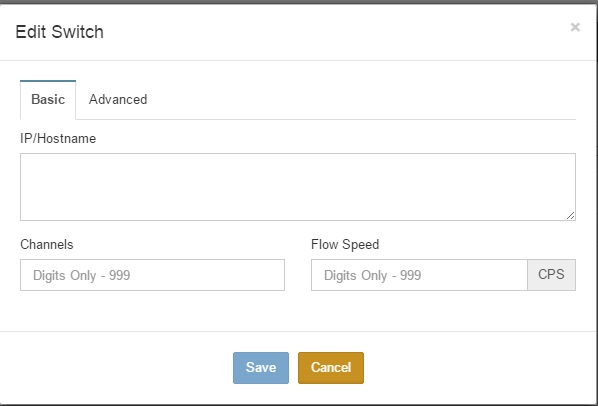 Edit Switch ×
Basic Advanced
IP/Hostname
Channels Flow Speed
Digits Only - 999 Digits Only - 999 CPS
Save Cancel